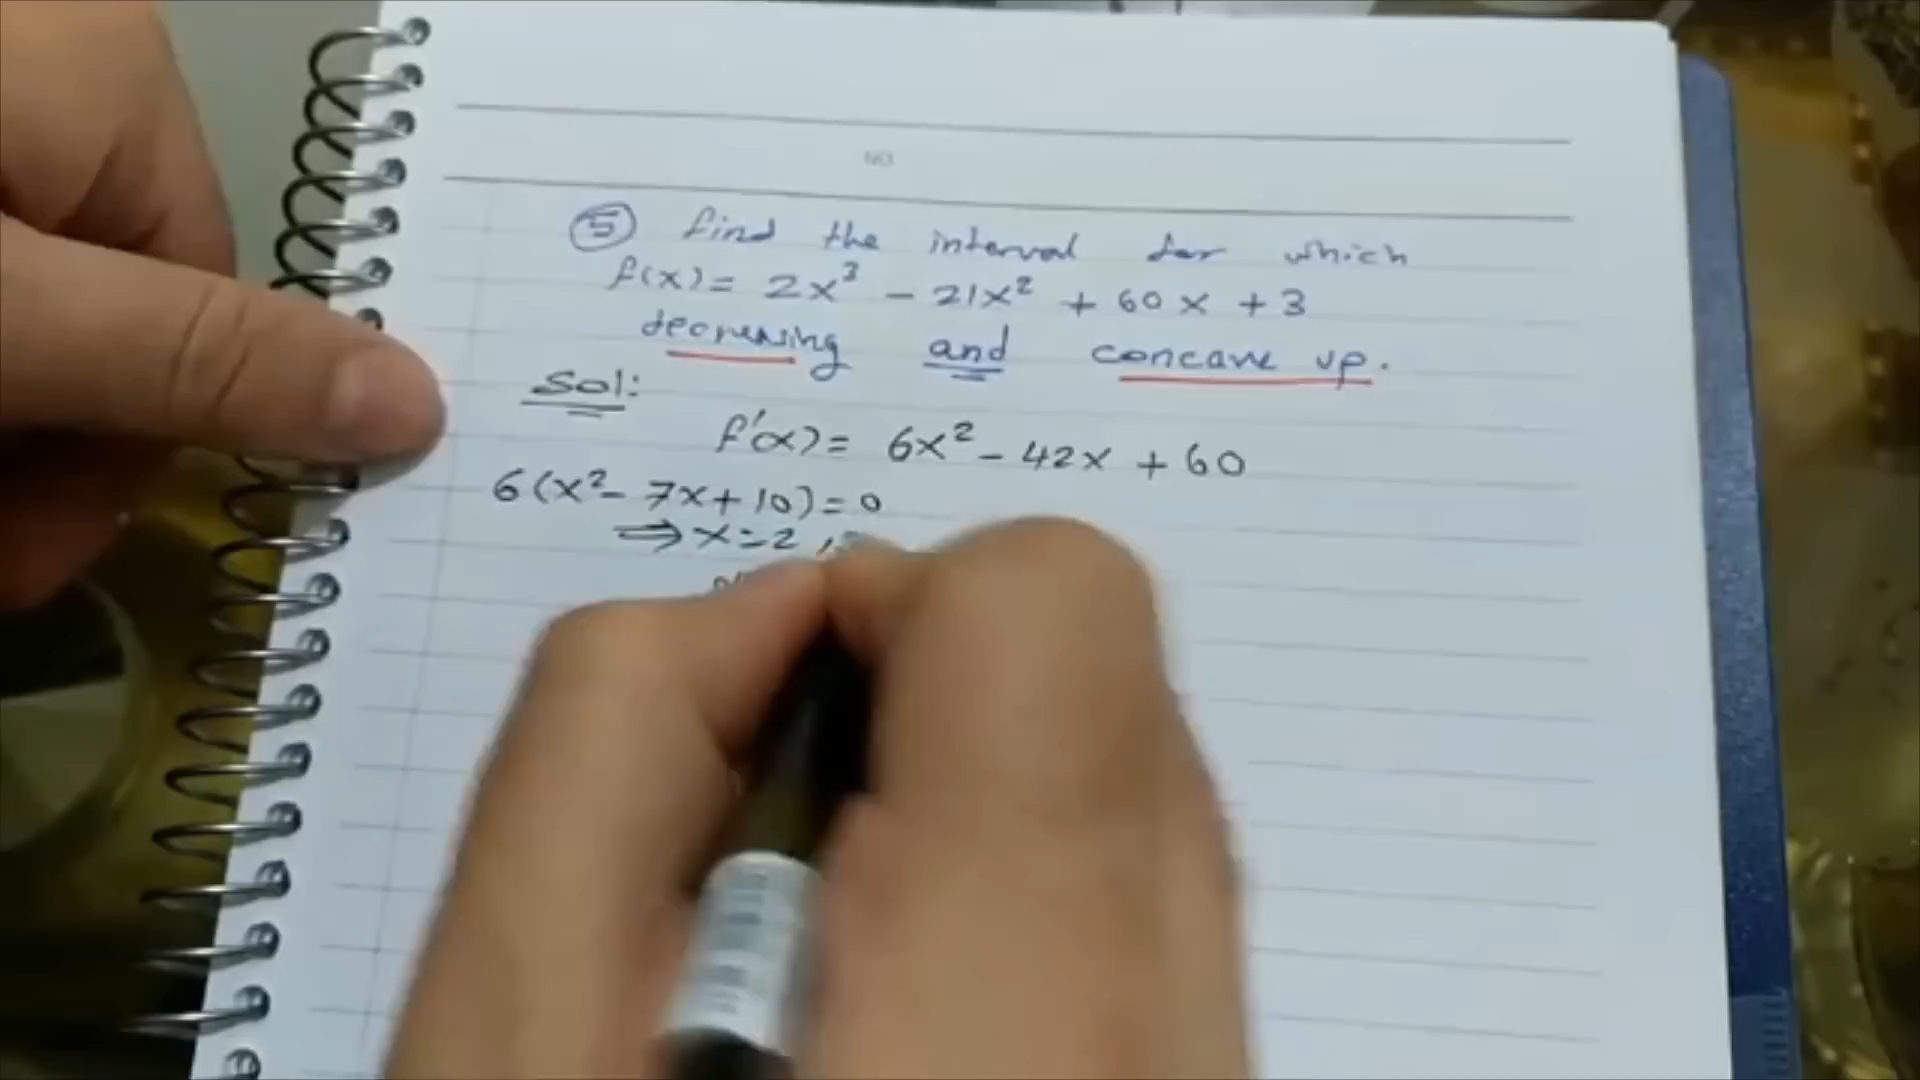 NO.
⑤ find the interval for which
f(x) = 2x³ - 21x² + 60x + 3
decreasing and concave up.
Sol:
f'(x) = 6x² - 42x + 60
6(x² - 7x + 10) = 0
⇒ x = 2 ,